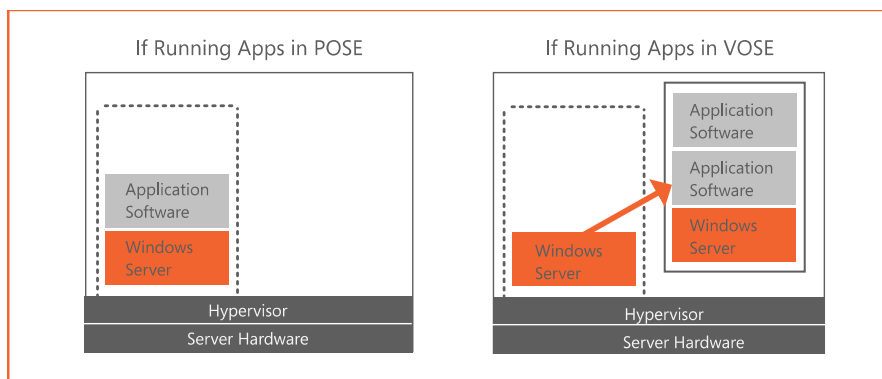 If Running Apps in POSE
Application
Software
Windows
Server
Hypervisor
Server Hardware
If Running Apps in VOSE
Windows
Server
Application
Software
Application
Software
Windows
Server
Hypervisor
Server Hardware